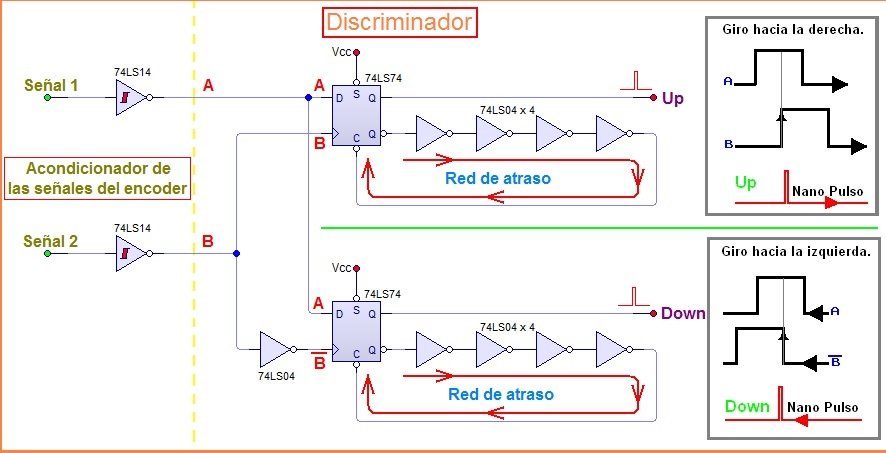 Discriminador
Señal 1
74LS14
A
Acondicionador de
las señales del encoder
Señal 2
74LS14
B
Vcc
74LS74
A
D
S
Q
B
C
Q
74LS04 x 4
Up
Red de atraso
Vcc
74LS74
A
D
S
Q
B
C
Q
74LS04
74LS04 x 4
Down
Red de atraso
Giro hacia la derecha.
A
B
Up
Nano Pulso
Giro hacia la izquierda.
A
B
Down
Nano Pulso